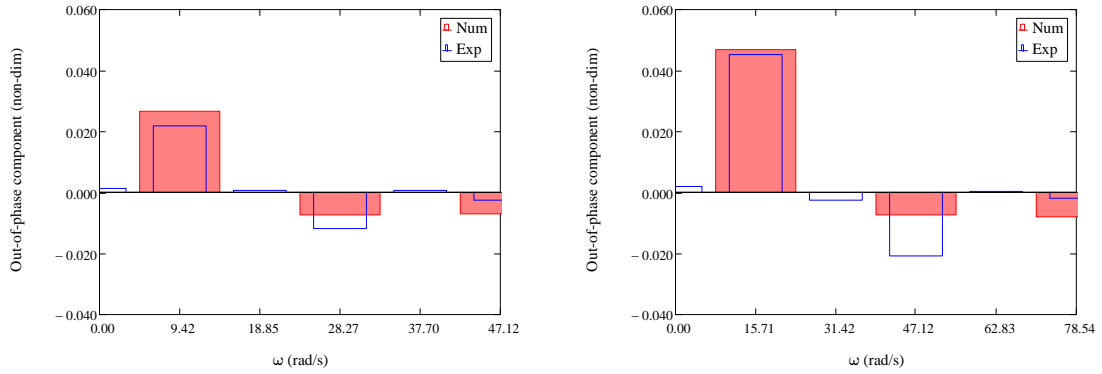 0.060
0.040
0.020
0.000
−0.020
−0.040
Out-of-phase component (non-dim)
Num
Exp
0.00 9.42 18.85 28.27 37.70 47.12
ω (rad/s)
0.060
0.040
0.020
0.000
−0.020
−0.040
Out-of-phase component (non-dim)
Num
Exp
0.00 15.71 31.42 47.12 62.83 78.54
ω (rad/s)